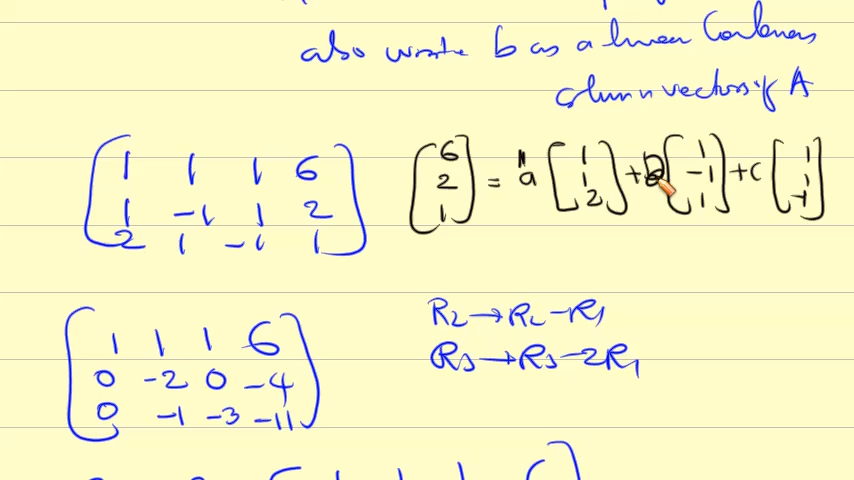 also write b as a linear
column vectors of A
1 1 1 6
1 -1 1 2
2 1 -1 1
[6 2 1] = a [1 1 2] + [1 -1 1] + c [1 1 -1]
1 1 1 6
0 -2 0 -4
0 -1 -3 -11
R2 → R2 - R1
R3 → R3 - 2R1